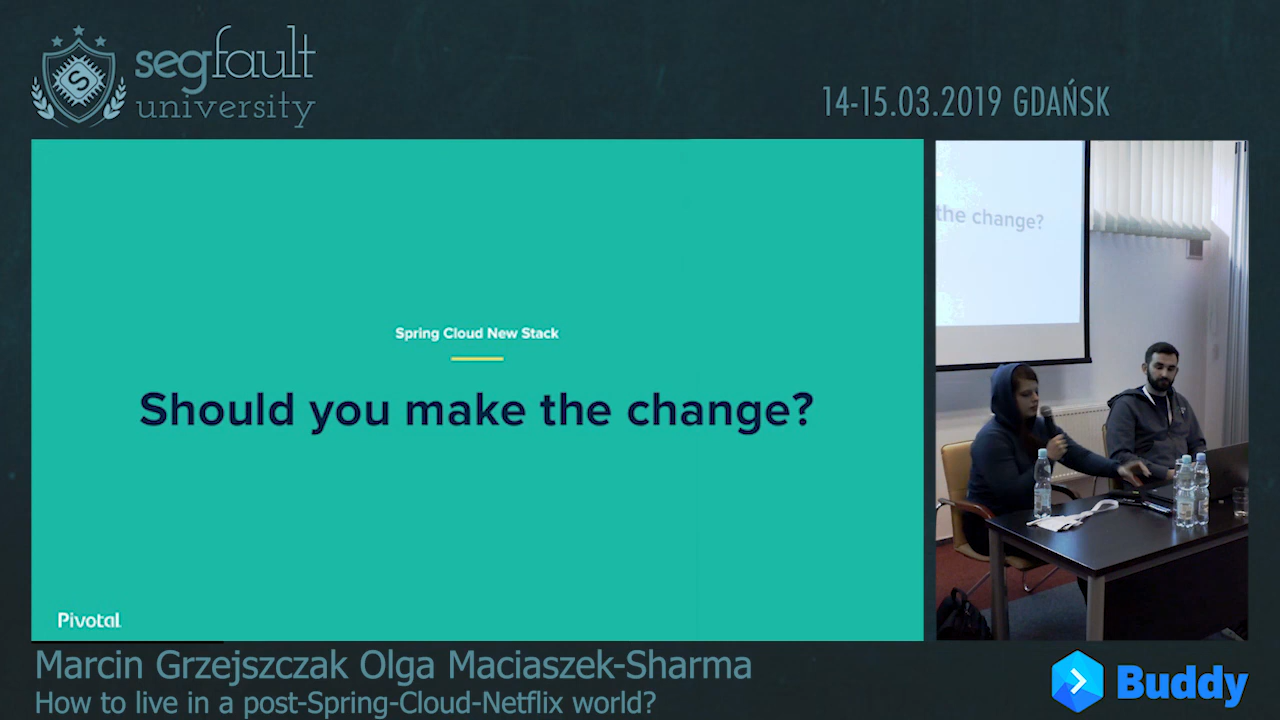 segfault
university
S
14-15.03.2019 GDAŃSK
Spring Cloud New Stack
Should you make the change?
the change?
Pivotal
Marcin Grzejszczak Olga Maciaszek-Sharma
How to live in a post-Spring-Cloud-Netflix world?
Buddy